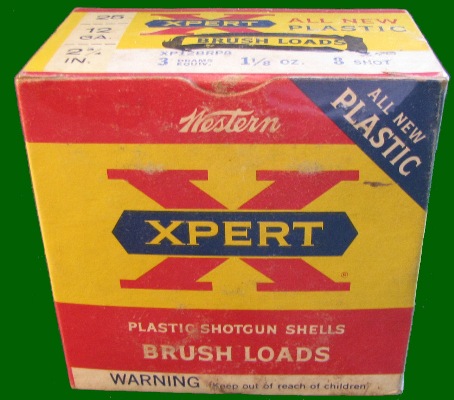 25
12
GA.
2¾
IN.
XPERT
BRUSH LOADS
ALL NEW
PLASTIC
3 1⅛ OZ. 8 SHOT
Western
ALL NEW
PLASTIC
X
XPERT
®
PLASTIC SHOTGUN SHELLS
BRUSH LOADS
WARNING Keep out of reach of children.